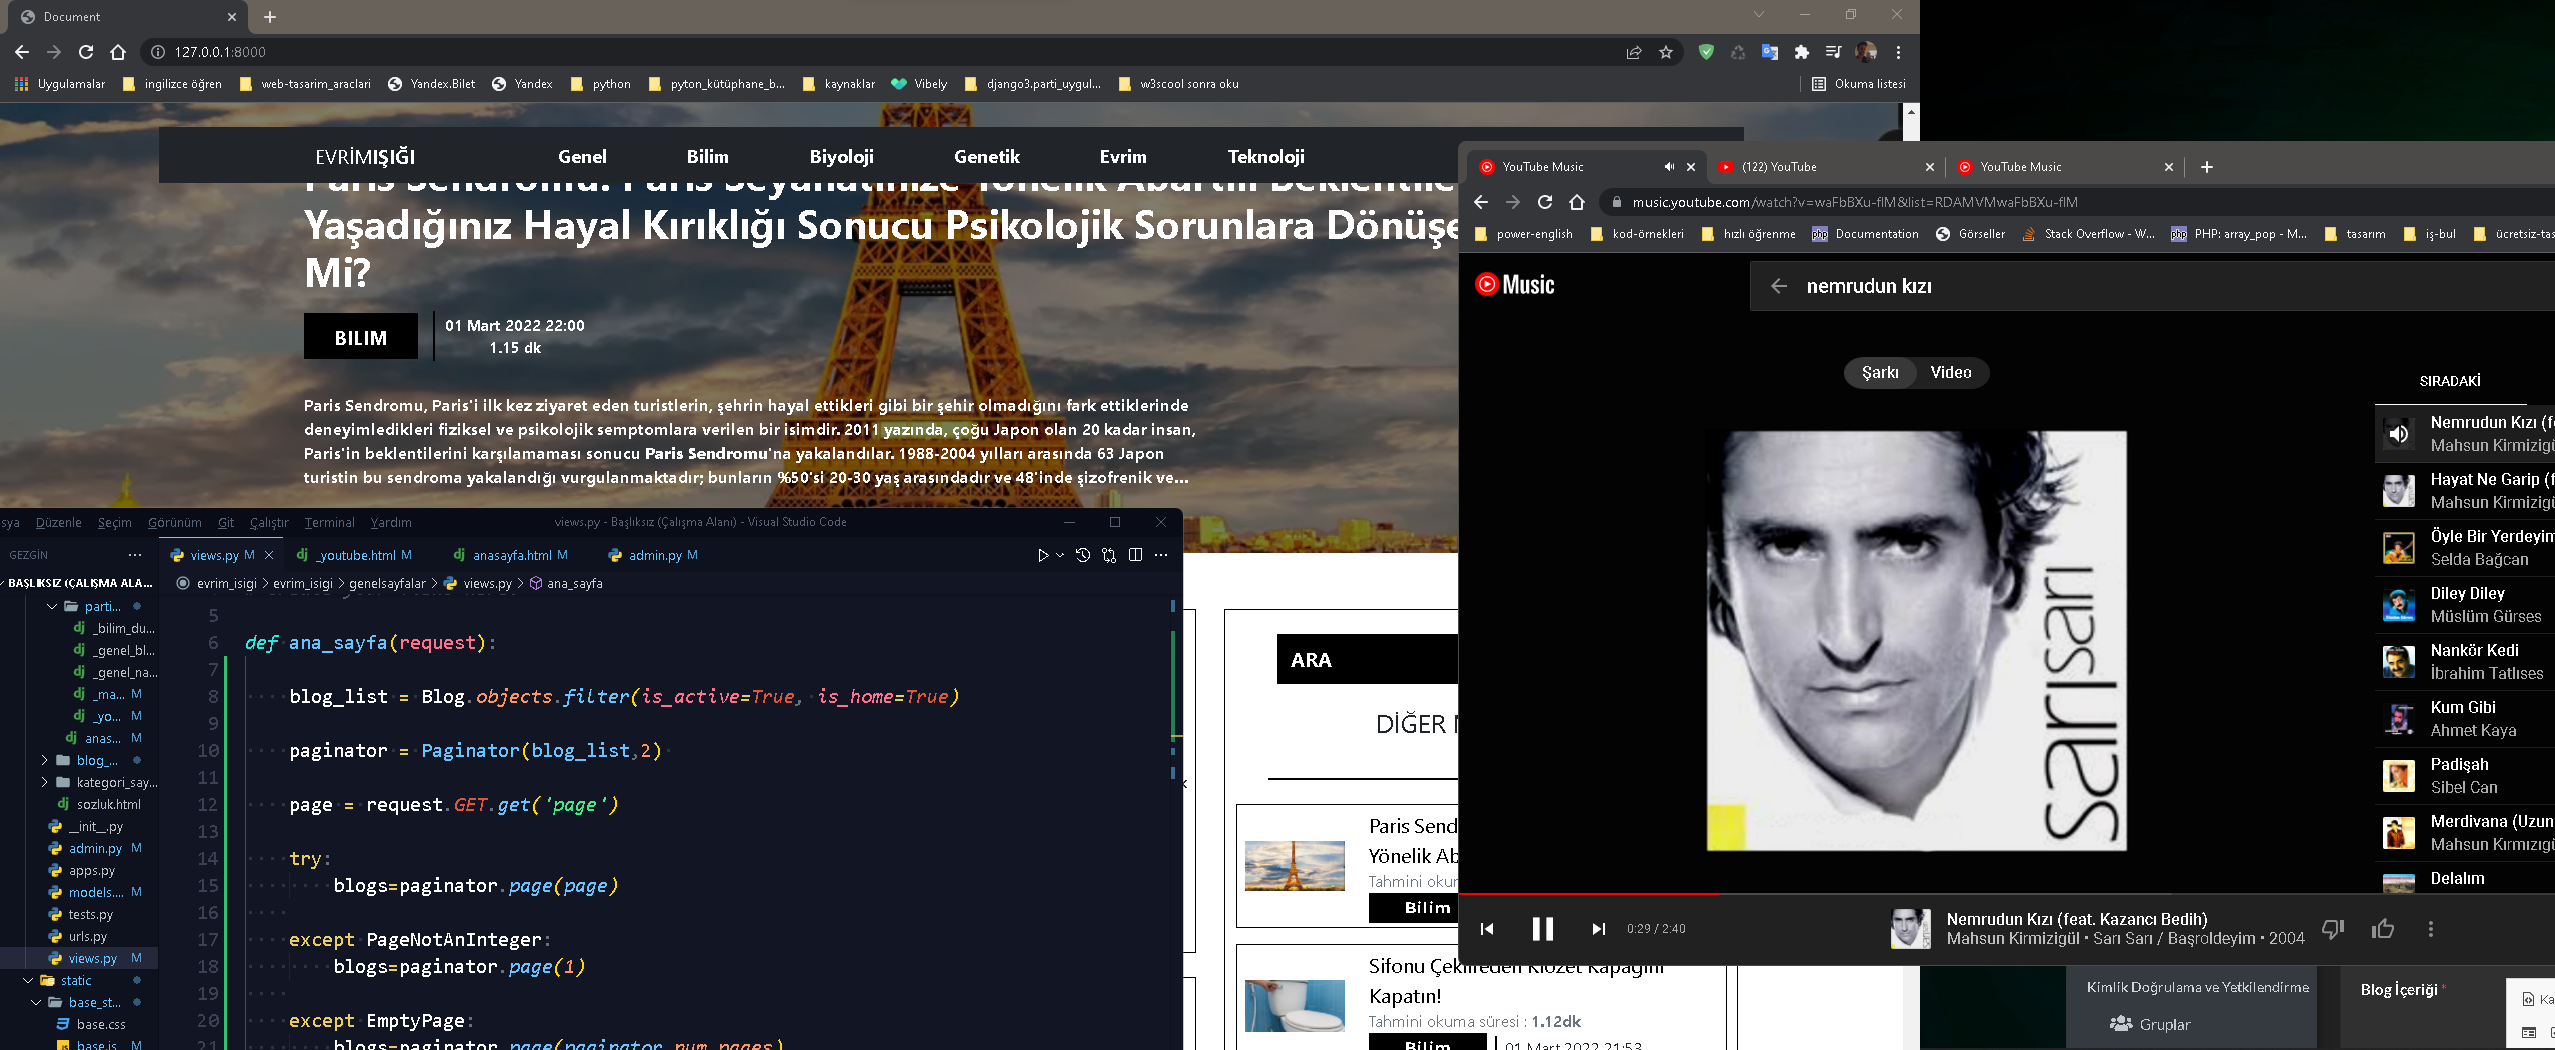 Document
127.0.0.1:8000
Uygulamalar
ingilizce öğren
web-tasarim_araclari
Yandex.Bilet
Yandex
python
pyton_kütüphane_b...
kaynaklar
Vibely
django3.parti_uygul...
w3scool sonra oku
Okuma listesi
EVRİMIŞIĞI
Genel
Bilim
Biyoloji
Genetik
Evrim
Teknoloji
Paris Sendromu: Paris Seyahatinize Yönelik Abartılı Beklentile
Yaşadığınız Hayal Kırıklığı Sonucu Psikolojik Sorunlara Dönüşe
Mi?
BILIM
01 Mart 2022 22:00
1.15 dk
Paris Sendromu, Paris'i ilk kez ziyaret eden turistlerin, şehrin hayal ettikleri gibi bir şehir olmadığını fark ettiklerinde
deneyimledikleri fiziksel ve psikolojik semptomlara verilen bir isimdir. 2011 yazında, çoğu Japon olan 20 kadar insan,
Paris'in beklentilerini karşılamaması sonucu Paris Sendromu'na yakalandılar. 1988-2004 yılları arasında 63 Japon
turistin bu sendroma yakalandığı vurgulanmaktadır; bunların %50'si 20-30 yaş arasındadır ve 48'inde şizofrenik ve...
sya Düzenle Seçim Görünüm Git Çalıştır Terminal Yardım
views.py - Başlıksız (Çalışma Alanı) - Visual Studio Code
GEZGİN
views.py M
_youtube.html M
anasayfa.html M
admin.py M
BAŞLIKSIZ (ÇALIŞMA ALA...
evrim_isigi > evrim_isigi > genelsayfalar > views.py > ana_sayfa
parti...
_bilim_du...
_genel_bl...
_genel_na...
_ma... M
_yo... M
anas... M
blog_...
kategori_say...
sozluk.html
__init__.py
admin.py M
apps.py
models.... M
tests.py
urls.py
views.py M
static
base_st...
base.css
base.js M
5
6 def ana_sayfa(request):
7
8 blog_list = Blog.objects.filter(is_active=True, is_home=True)
9
10 paginator = Paginator(blog_list,2)
11
12 page = request.GET.get('page')
13
14 try:
15 blogs=paginator.page(page)
16
17 except PageNotAnInteger:
18 blogs=paginator.page(1)
19
20 except EmptyPage:
21 blogs=paginator.page(paginator.num_pages)
ARA
DİĞER
Paris Send
Yönelik Ab
Tahmini okur
Bilim
Sifonu Çekmeden Klozet Kapağını
Kapatın!
Tahmini okuma süresi : 1.12dk
Bilim
01 Mart 2022 21:53
YouTube Music
(122) YouTube
YouTube Music
music.youtube.com/watch?v=waFbBXu-flM&list=RDAMVMwaFbBXu-flM
power-english
kod-örnekleri
hızlı öğrenme
php Documentation
Görseller
Stack Overflow - W...
php PHP: array_pop - M...
tasarım
iş-bul
ücretsiz-tas
Music
nemrudun kızı
Şarkı
Video
sarı sarı
SIRADAKİ
Nemrudun Kızı (fe
Mahsun Kirmizigü
Hayat Ne Garip (f
Mahsun Kirmizigü
Öyle Bir Yerdeyim
Selda Bağcan
Diley Diley
Müslüm Gürses
Nankör Kedi
İbrahim Tatlıses
Kum Gibi
Ahmet Kaya
Padişah
Sibel Can
Merdivana (Uzun
Mahsun Kırmızıgü
Delalım
0:29 / 2:40
Nemrudun Kızı (feat. Kazancı Bedih)
Mahsun Kirmizigül • Sarı Sarı / Başroldeyim • 2004
Kimlik Doğrulama ve Yetkilendirme
Gruplar
Blog İçeriği *
Ka